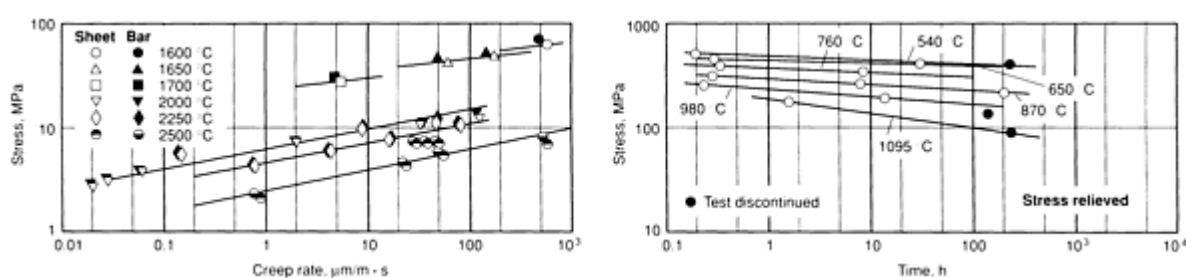 100
10
1
Stress, MPa
Sheet Bar
1600 °C
1650 °C
1700 °C
2000 °C
2250 °C
2500 °C
0.01 0.1 1 10 100 10³
Creep rate, μm/m - s
1000
100
10
Stress, MPa
760 C
540 C
650 C
980 C
870 C
1095 C
Test discontinued
Stress relieved
0.1 1 10 100 10³ 10⁴
Time, h